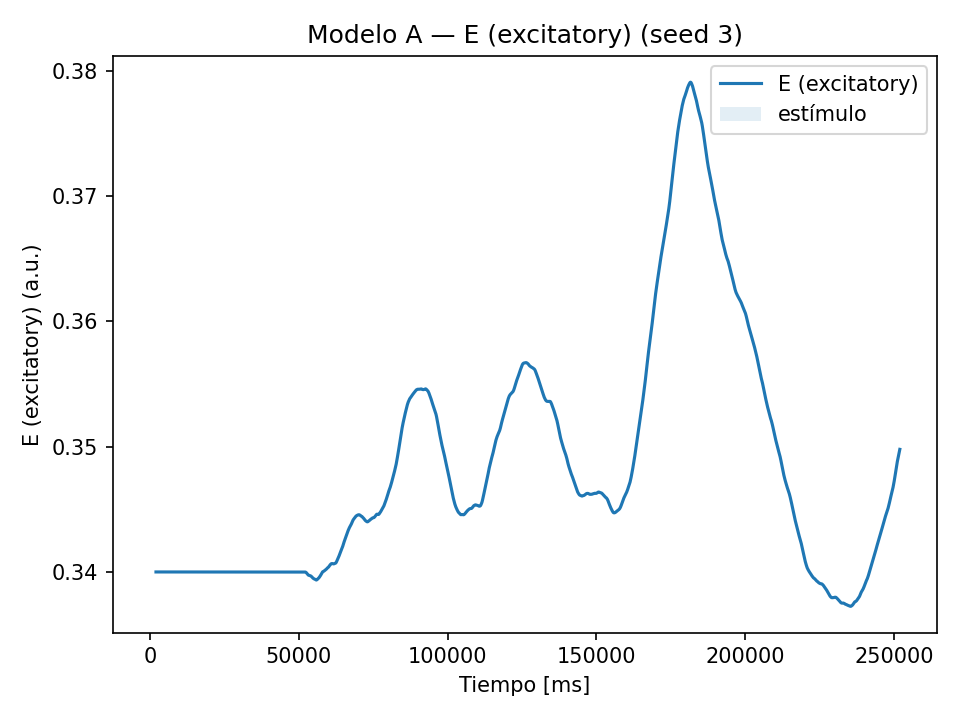 Modelo A — E (excitatory) (seed 3)
E (excitatory)
estímulo
0.38
0.37
0.36
0.35
0.34
E (excitatory) (a.u.)
0 50000 100000 150000 200000 250000
Tiempo [ms]